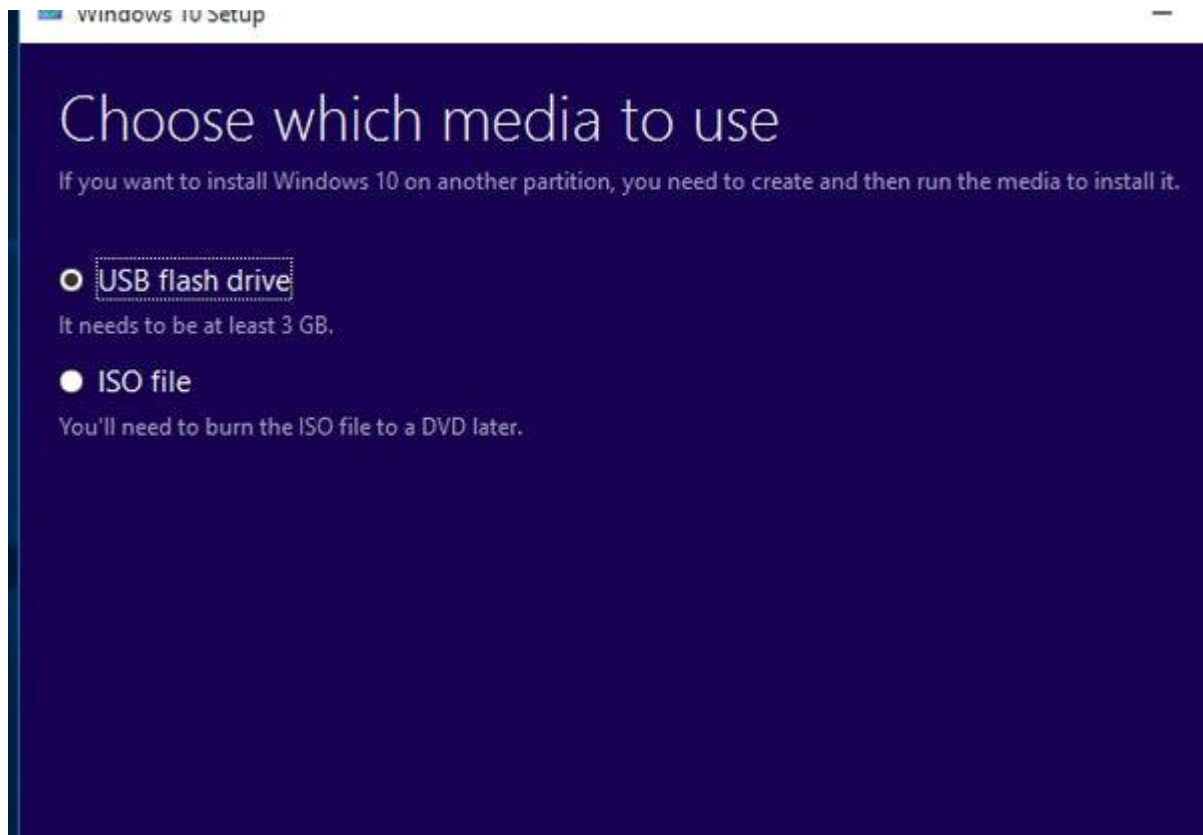 Windows 10 Setup
Choose which media to use
If you want to install Windows 10 on another partition, you need to create and then run the media to install it.
USB flash drive
It needs to be at least 3 GB.
ISO file
You'll need to burn the ISO file to a DVD later.